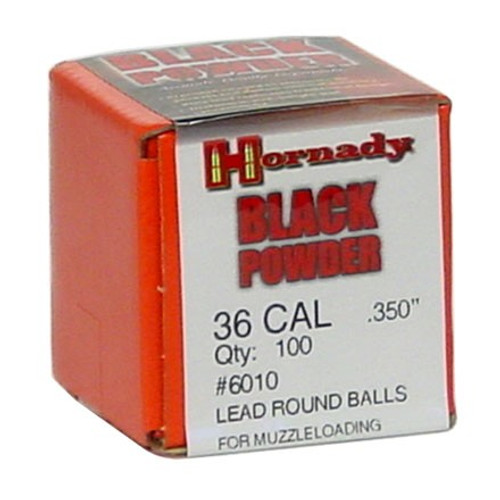 BLACK
POWDER
Hornady
BLACK
POWDER
36 CAL .350"
Qty: 100
#6010
LEAD ROUND BALLS
FOR MUZZLELOADING